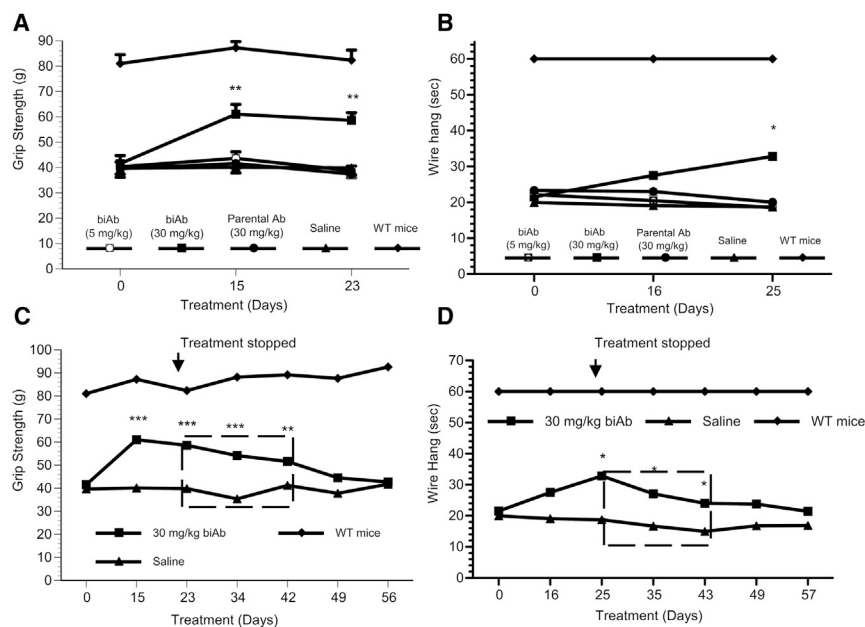 A
Grip Strength (g)
90
80
70
60
50
40
30
20
10
0
**
**
biAb
(5 mg/kg)
biAb
(30 mg/kg)
Parental Ab
(30 mg/kg)
Saline
WT mice
0
15
23
Treatment (Days)
B
Wire hang (sec)
60
40
30
20
10
0
*
biAb
(5 mg/kg)
biAb
(30 mg/kg)
Parental Ab
(30 mg/kg)
Saline
WT mice
0
16
25
Treatment (Days)
C
Treatment stopped
Grip Strength (g)
100
90
80
70
60
50
40
30
20
10
0
***
***
***
**
30 mg/kg biAb
WT mice
Saline
0
15
23
34
42
49
56
Treatment (Days)
D
Treatment stopped
Wire Hang (sec)
70
60
50
40
30
20
10
0
30 mg/kg biAb
Saline
WT mice
*
*
*
0
16
25
35
43
49
57
Treatment (Days)